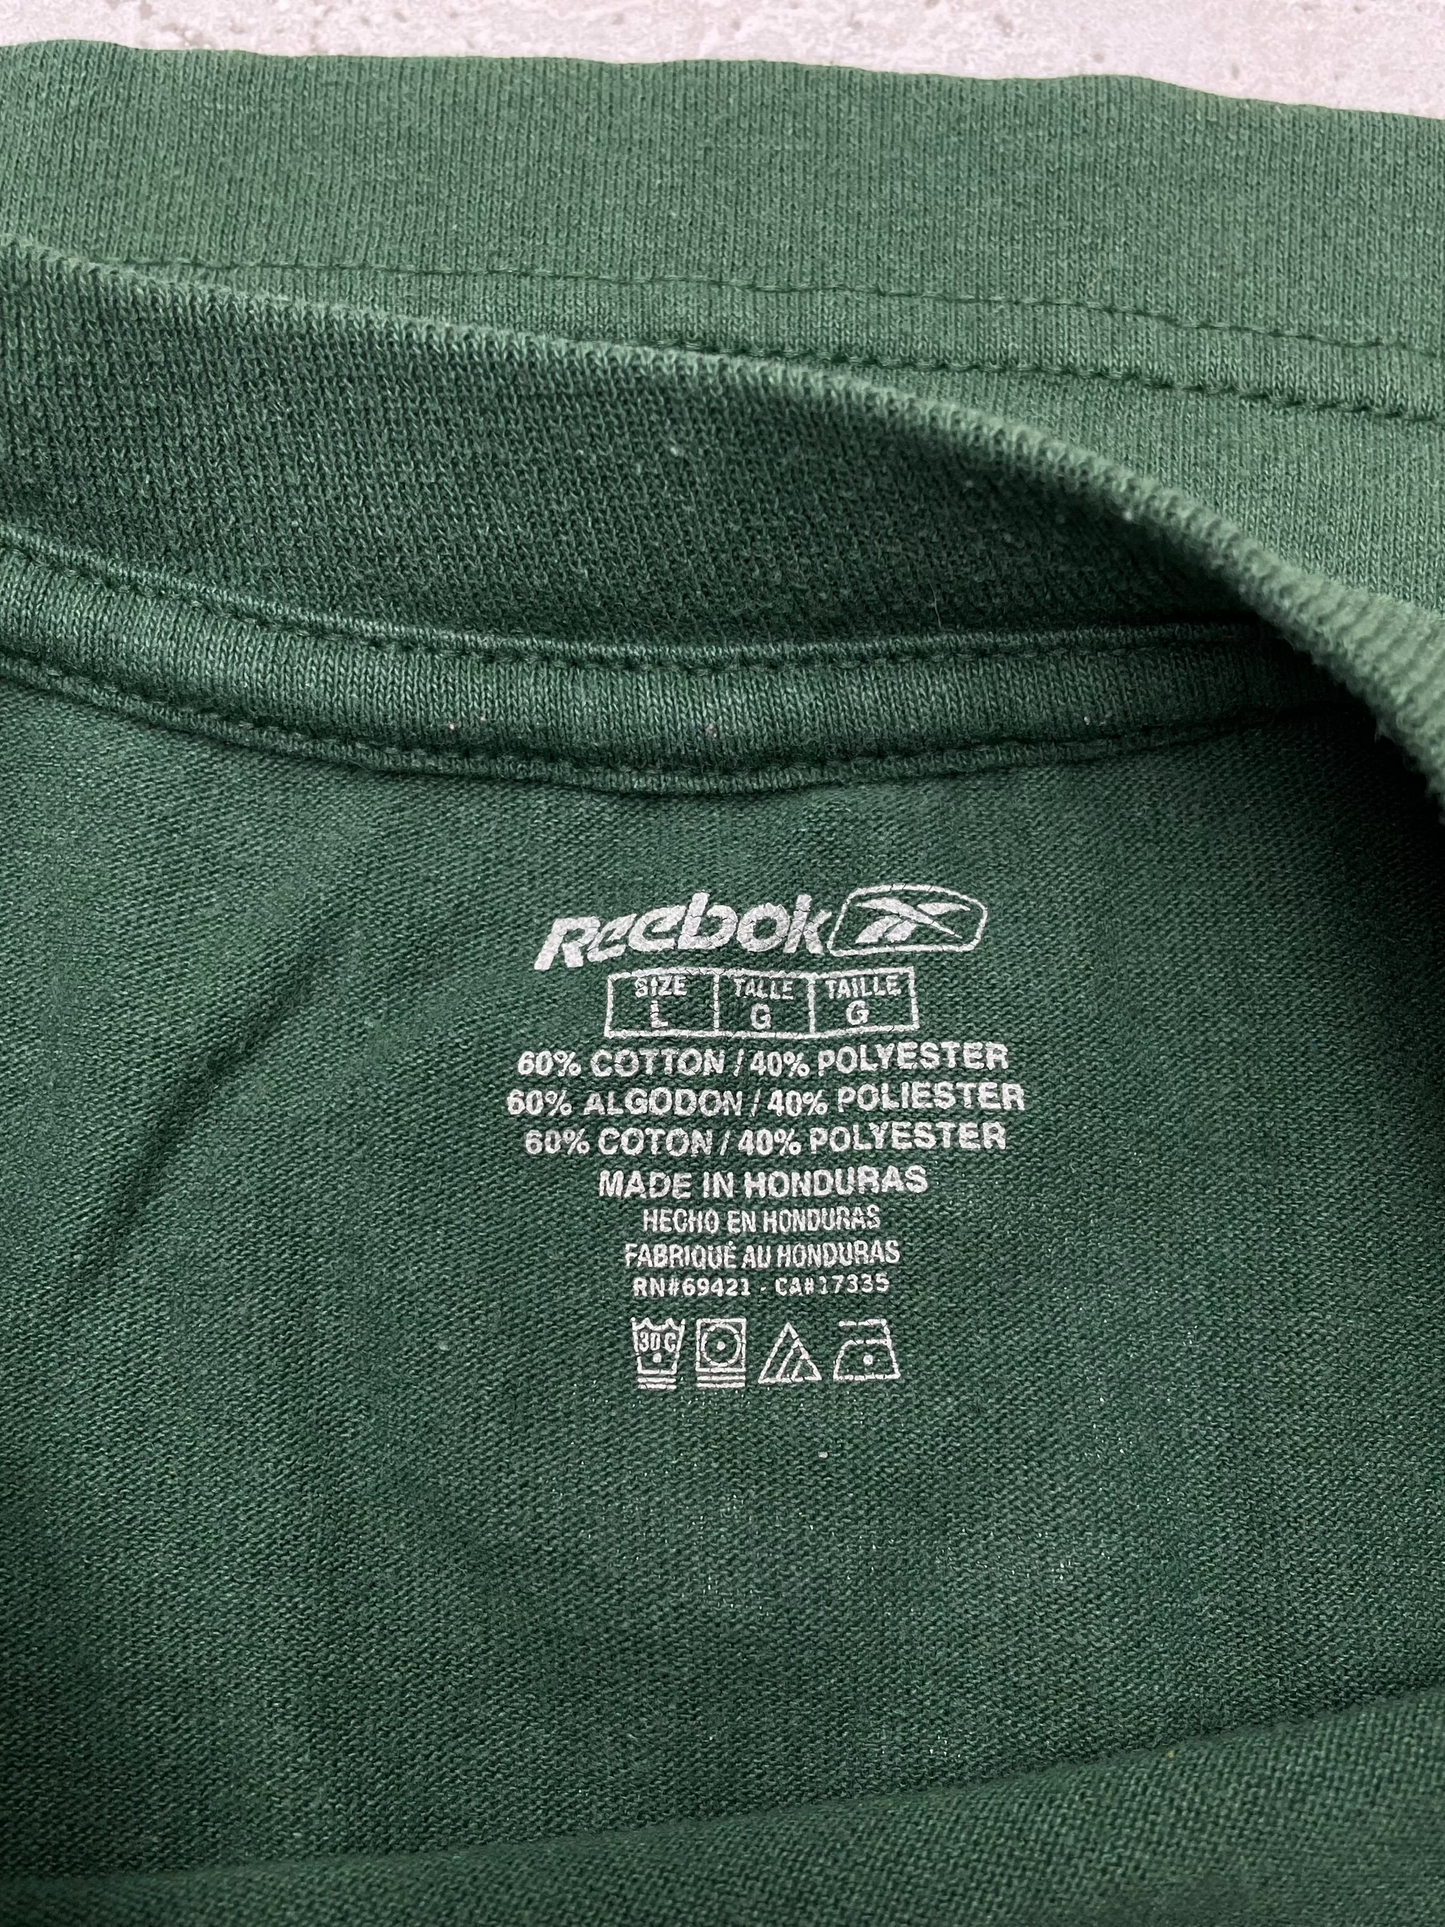 Reebok
SIZE TALLE TAILLE
L G G
60% COTTON / 40% POLYESTER
60% ALGODON / 40% POLIESTER
60% COTON / 40% POLYESTER
MADE IN HONDURAS
HECHO EN HONDURAS
FABRIQUÉ AU HONDURAS
RN#69421 - CA#17335
30C